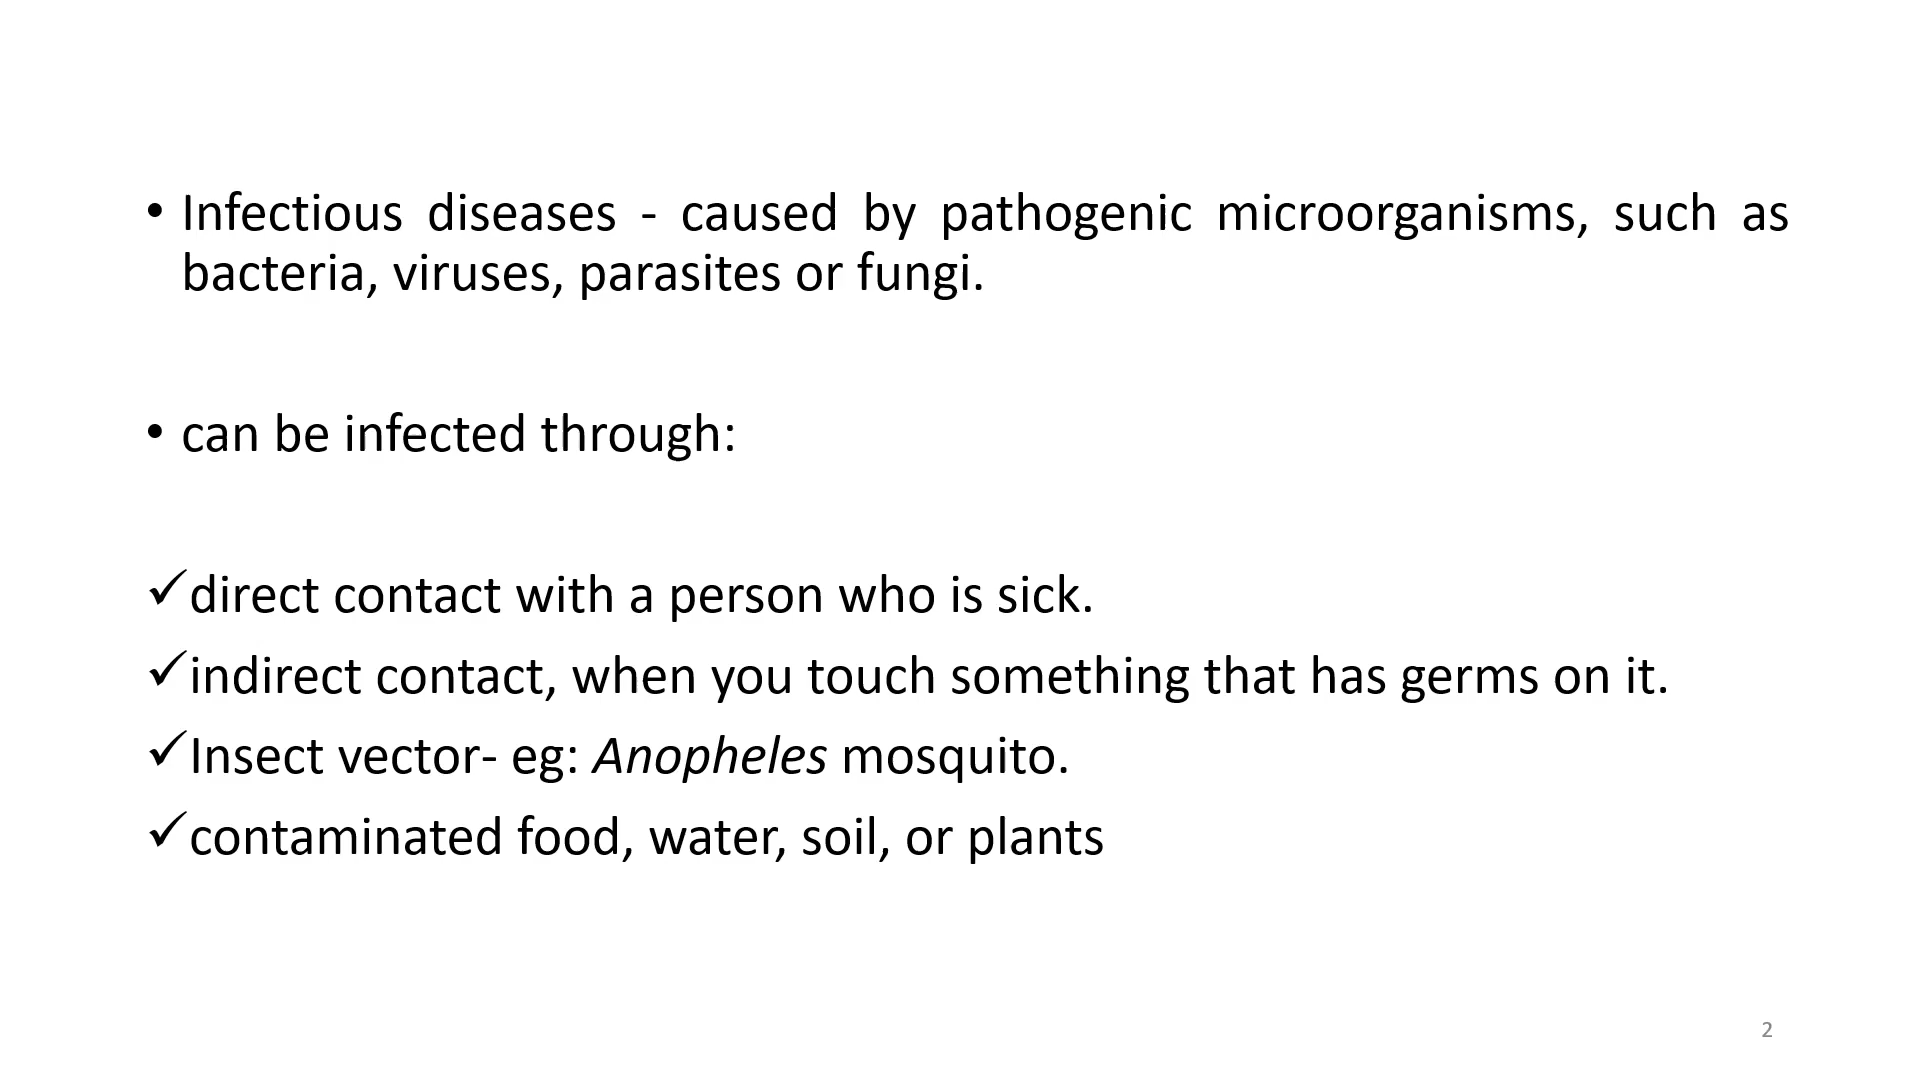 • Infectious diseases - caused by pathogenic microorganisms, such as
bacteria, viruses, parasites or fungi.
• can be infected through:
✓direct contact with a person who is sick.
✓indirect contact, when you touch something that has germs on it.
✓Insect vector- eg: Anopheles mosquito.
✓contaminated food, water, soil, or plants
2